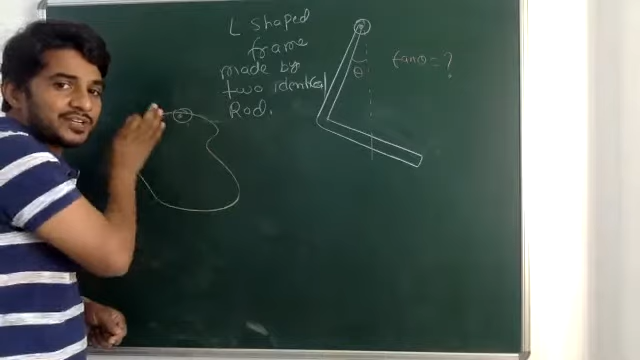 L Shaped
frame
made by
two identical
Rod.
tanθ = ?
θ